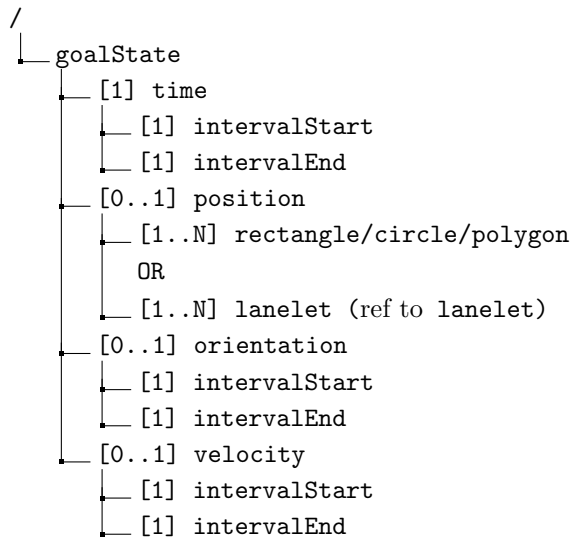 /
goalState
[1] time
[1] intervalStart
[1] intervalEnd
[0..1] position
[1..N] rectangle/circle/polygon
OR
[1..N] lanelet (ref to lanelet)
[0..1] orientation
[1] intervalStart
[1] intervalEnd
[0..1] velocity
[1] intervalStart
[1] intervalEnd